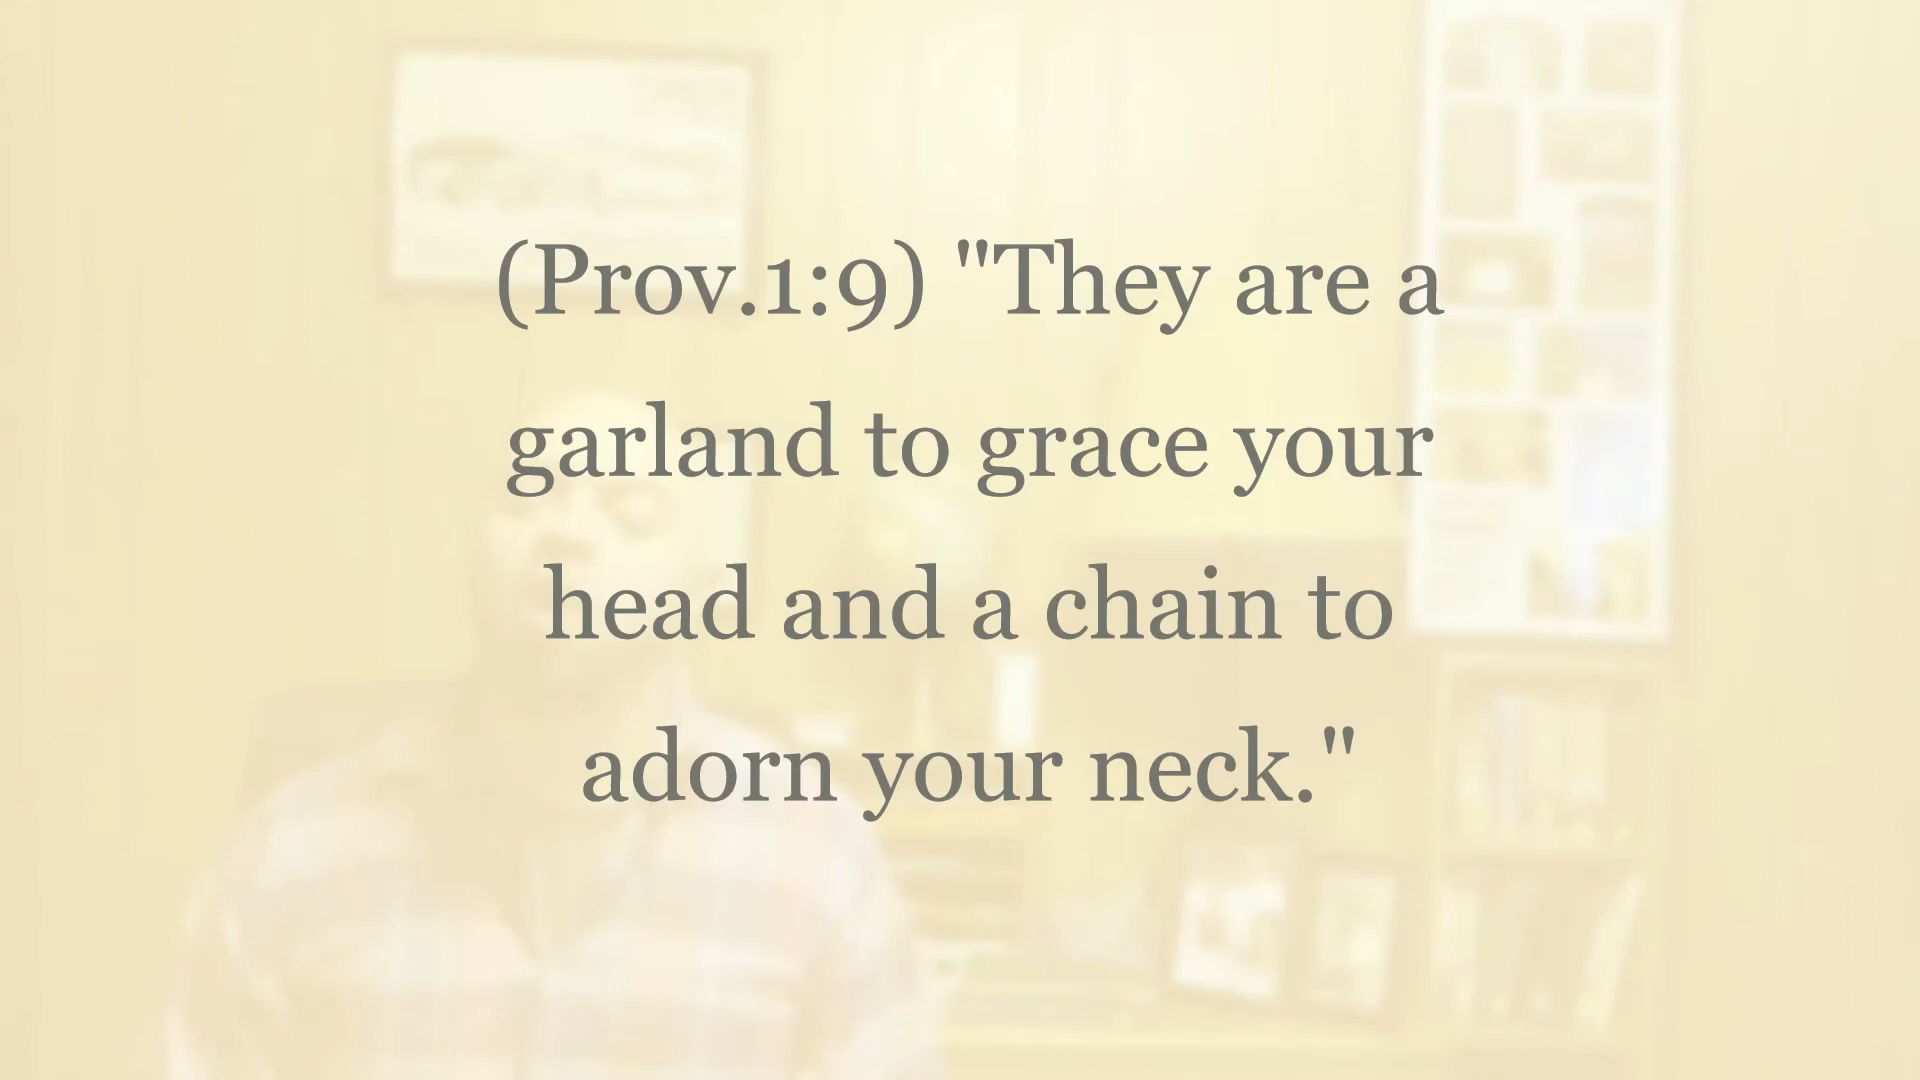 (Prov.1:9) "They are a
garland to grace your
head and a chain to
adorn your neck."